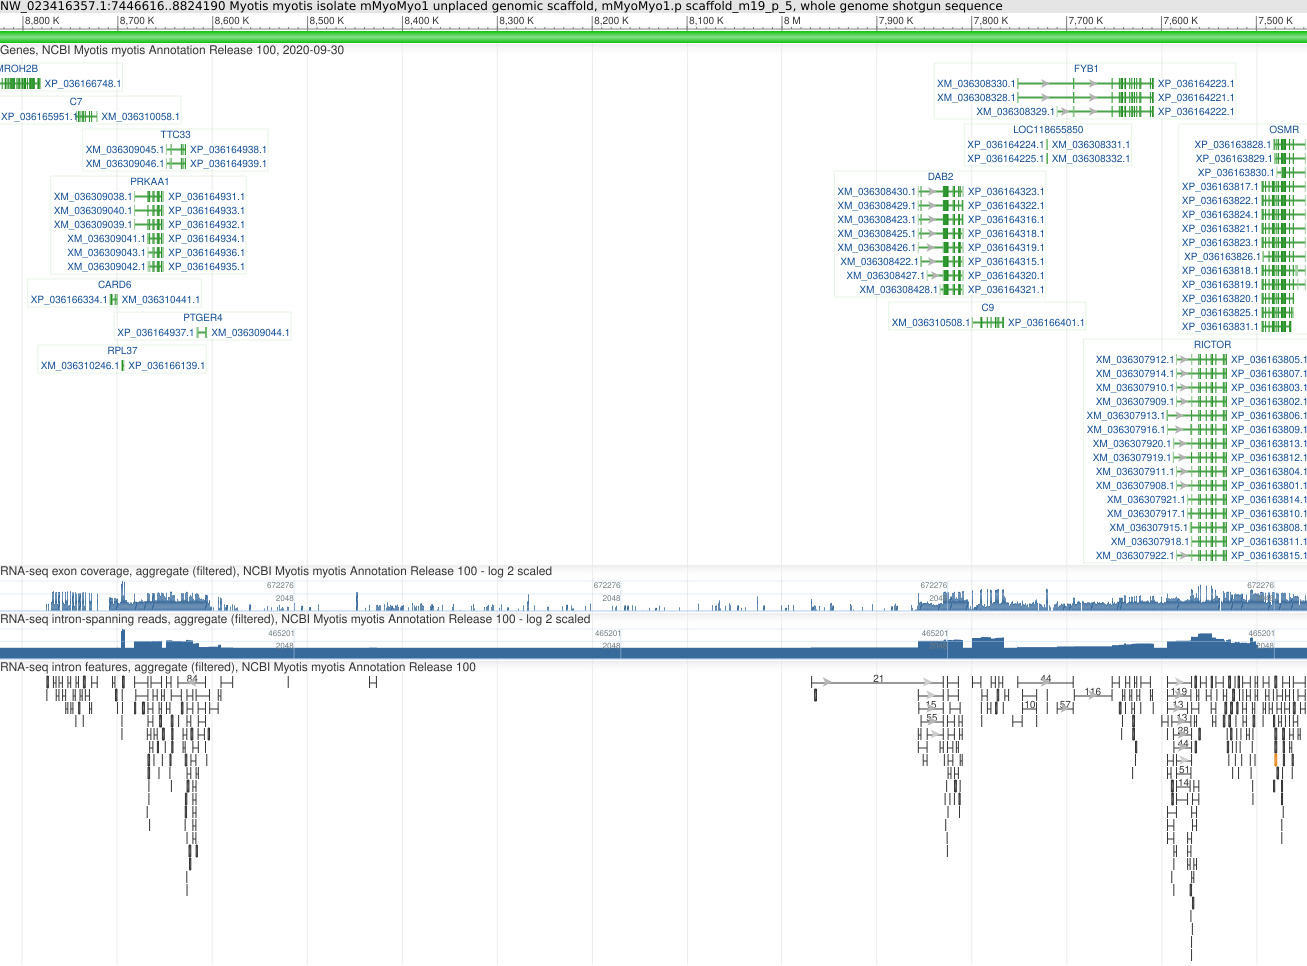 NW_023416357.1:7446616..8824190 Myotis myotis isolate mMyoMyo1 unplaced genomic scaffold, mMyoMyo1.p scaffold_m19_p_5, whole genome shotgun sequence
8,800 K 8,700 K 8,600 K 8,500 K 8,400 K 8,300 K 8,200 K 8,100 K 8 M 7,900 K 7,800 K 7,700 K 7,600 K 7,500 K
Genes, NCBI Myotis myotis Annotation Release 100, 2020-09-30
MROH2B
XP_036166748.1
C7
XP_036165951.1 XM_036310058.1
TTC33
XM_036309045.1 XP_036164938.1
XM_036309046.1 XP_036164939.1
PRKAA1
XM_036309038.1 XP_036164931.1
XM_036309040.1 XP_036164933.1
XM_036309039.1 XP_036164932.1
XM_036309041.1 XP_036164934.1
XM_036309043.1 XP_036164936.1
XM_036309042.1 XP_036164935.1
CARD6
XP_036166334.1 XM_036310441.1
PTGER4
XP_036164937.1 XM_036309044.1
RPL37
XM_036310246.1 XP_036166139.1
FYB1
XM_036308330.1 XP_036164223.1
XM_036308328.1 XP_036164221.1
XM_036308329.1 XP_036164222.1
LOC118655850
XP_036164224.1 XM_036308331.1
XP_036164225.1 XM_036308332.1
DAB2
XM_036308430.1 XP_036164323.1
XM_036308429.1 XP_036164322.1
XM_036308423.1 XP_036164316.1
XM_036308425.1 XP_036164318.1
XM_036308426.1 XP_036164319.1
XM_036308422.1 XP_036164315.1
XM_036308427.1 XP_036164320.1
XM_036308428.1 XP_036164321.1
C9
XM_036310508.1 XP_036166401.1
OSMR
XP_036163828.1
XP_036163829.1
XP_036163830.1
XP_036163817.1
XP_036163822.1
XP_036163824.1
XP_036163821.1
XP_036163823.1
XP_036163826.1
XP_036163818.1
XP_036163819.1
XP_036163820.1
XP_036163825.1
XP_036163831.1
RICTOR
XM_036307912.1 XP_036163805.1
XM_036307914.1 XP_036163807.1
XM_036307910.1 XP_036163803.1
XM_036307909.1 XP_036163802.1
XM_036307913.1 XP_036163806.1
XM_036307916.1 XP_036163809.1
XM_036307920.1 XP_036163813.1
XM_036307919.1 XP_036163812.1
XM_036307911.1 XP_036163804.1
XM_036307908.1 XP_036163801.1
XM_036307921.1 XP_036163814.1
XM_036307917.1 XP_036163810.1
XM_036307915.1 XP_036163808.1
XM_036307918.1 XP_036163811.1
XM_036307922.1 XP_036163815.1
RNA-seq exon coverage, aggregate (filtered), NCBI Myotis myotis Annotation Release 100 - log 2 scaled
672276 672276 672276 672276
2048 2048 2048 2048
RNA-seq intron-spanning reads, aggregate (filtered), NCBI Myotis myotis Annotation Release 100 - log 2 scaled
465201 465201 465201 465201
2048 2048 2048 2048
RNA-seq intron features, aggregate (filtered), NCBI Myotis myotis Annotation Release 100
84 21 44
116 119
15 10 57 13
55 13
28
44
51
14